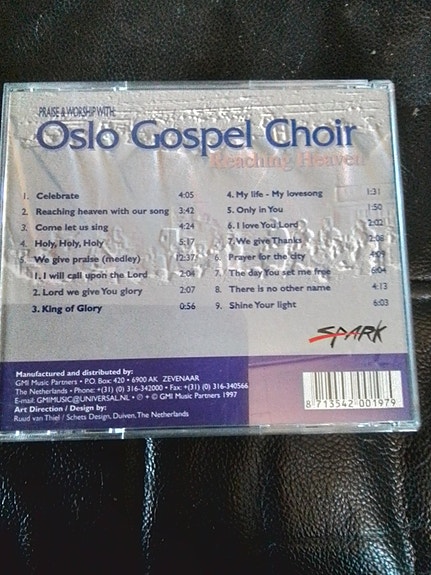 PRAISE & WORSHIP WITH:
Oslo Gospel Choir
Reaching Heaven
1. Celebrate 4:05
2. Reaching heaven with our song 3:42
3. Come let us sing 4:24
4. Holy, Holy, Holy 5:17
5. We give praise (medley) 12:37
1. I will call upon the Lord 2:04
2. Lord we give You glory 2:07
3. King of Glory 0:56
4. My life - My lovesong 1:31
5. Only in You 1:50
6. I love You Lord 2:02
7. We give Thanks 2:08
6. Prayer for the city 4:09
7. The day You set me free 6:04
8. There is no other name 4:13
9. Shine Your light 6:03
SPARK
Manufactured and distributed by:
GMI Music Partners • P.O. Box: 420 • 6900 AK ZEVENAAR
The Netherlands • Phone: +(31) (0) 316-342000 • Fax: +(31) (0) 316-340566
E-mail: GMIMUSIC@UNIVERSAL.NL • ℗ + © GMI Music Partners 1997
Art Direction / Design by:
Ruud van Thiel / Schets Design, Duiven, The Netherlands
8 713542 001979